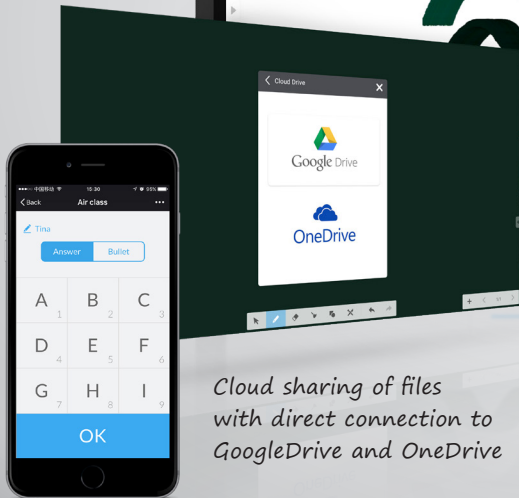 Cloud Drive
X
Google Drive
OneDrive
中国移动
15:30
95%
Back
Air class
Tina
Answer
Bullet
A
1
B
2
C
3
D
4
E
5
F
6
G
7
H
8
I
9
OK
Cloud sharing of files
with direct connection to
GoogleDrive and OneDrive